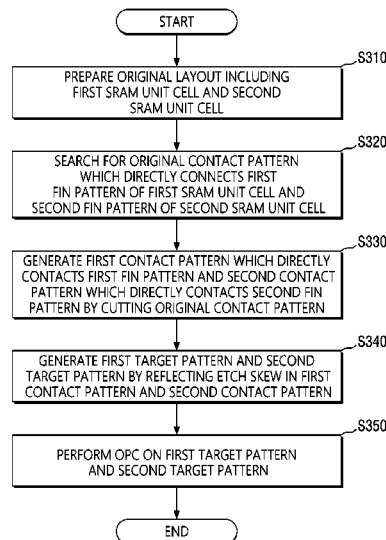 START
S310
PREPARE ORIGINAL LAYOUT INCLUDING
FIRST SRAM UNIT CELL AND SECOND
SRAM UNIT CELL
S320
SEARCH FOR ORIGINAL CONTACT PATTERN
WHICH DIRECTLY CONNECTS FIRST
FIN PATTERN OF FIRST SRAM UNIT CELL AND
SECOND FIN PATTERN OF SECOND SRAM UNIT CELL
S330
GENERATE FIRST CONTACT PATTERN WHICH DIRECTLY
CONTACTS FIRST FIN PATTERN AND SECOND CONTACT
PATTERN WHICH DIRECTLY CONTACTS SECOND FIN
PATTERN BY CUTTING ORIGINAL CONTACT PATTERN
S340
GENERATE FIRST TARGET PATTERN AND SECOND
TARGET PATTERN BY REFLECTING ETCH SKEW IN FIRST
CONTACT PATTERN AND SECOND CONTACT PATTERN
S350
PERFORM OPC ON FIRST TARGET PATTERN
AND SECOND TARGET PATTERN
END